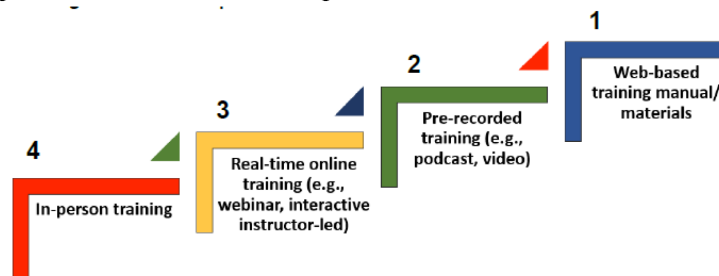 1
Web-based
training manual/
materials
2
Pre-recorded
training (e.g.,
podcast, video)
3
Real-time online
training (e.g.,
webinar, interactive
instructor-led)
4
In-person training